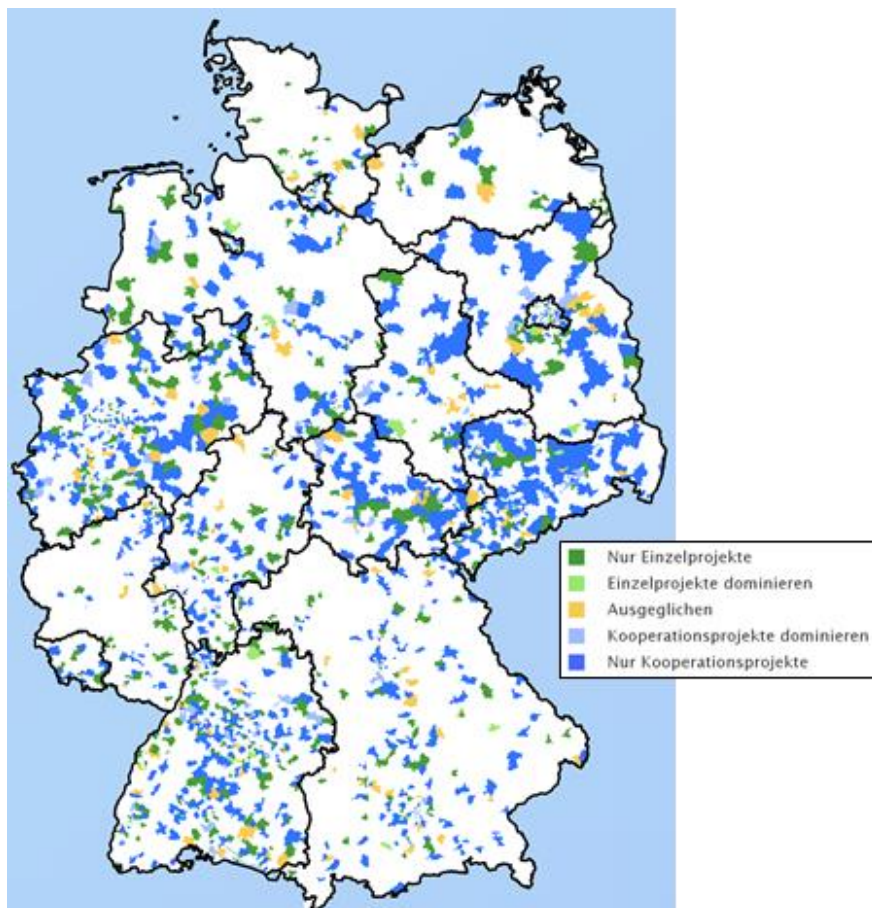 Nur Einzelprojekte
Einzelprojekte dominieren
Ausgeglichen
Kooperationsprojekte dominieren
Nur Kooperationsprojekte